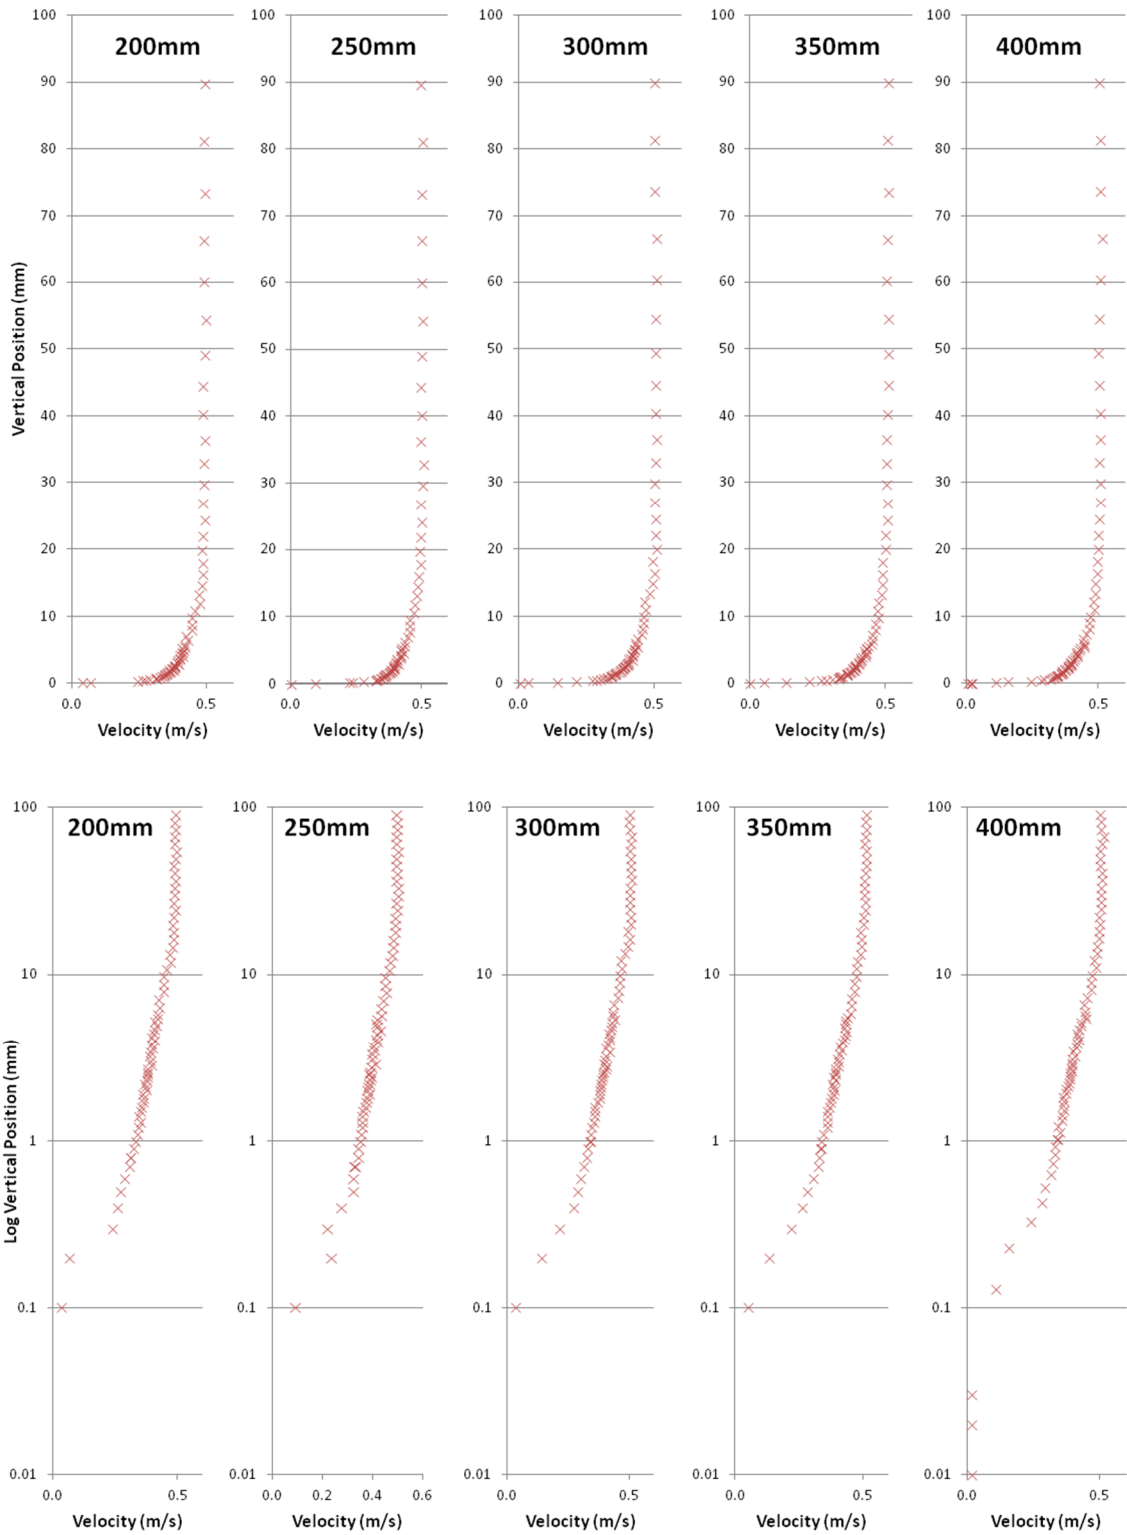 100 100 100 100 100
200mm 250mm 300mm 350mm 400mm
90 90 90 90 90
80 80 80 80 80
70 70 70 70 70
60 60 60 60 60
50 50 50 50 50
40 40 40 40 40
30 30 30 30 30
20 20 20 20 20
10 10 10 10 10
0 0 0 0 0
0.0 0.5 0.0 0.5 0.0 0.5 0.0 0.5 0.0 0.5
Vertical Position (mm)
Velocity (m/s) Velocity (m/s) Velocity (m/s) Velocity (m/s) Velocity (m/s)
100 100 100 100 100
200mm 250mm 300mm 350mm 400mm
10 10 10 10 10
1 1 1 1 1
0.1 0.1 0.1 0.1 0.1
0.01 0.01 0.01 0.01 0.01
0.0 0.5 0.0 0.2 0.4 0.6 0.0 0.5 0.0 0.5 0.0 0.5
Log Vertical Position (mm)
Velocity (m/s) Velocity (m/s) Velocity (m/s) Velocity (m/s) Velocity (m/s)